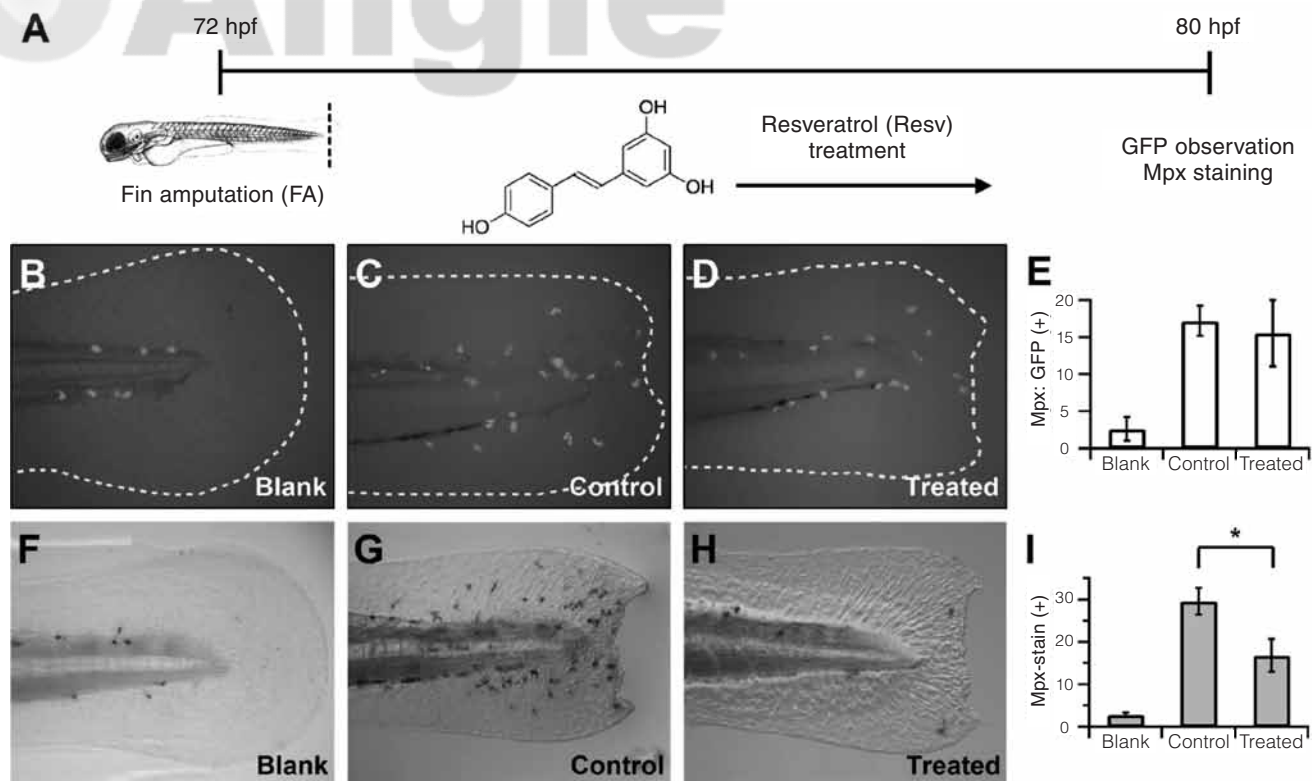 Angle
A
72 hpf
80 hpf
Fin amputation (FA)
OH
OH
HO
Resveratrol (Resv)
treatment
GFP observation
Mpx staining
B
Blank
C
Control
D
Treated
E
Mpx: GFP (+)
20
15
10
5
0
Blank Control Treated
F
Blank
G
Control
H
Treated
I
*
Mpx-stain (+)
30
20
10
0
Blank Control Treated